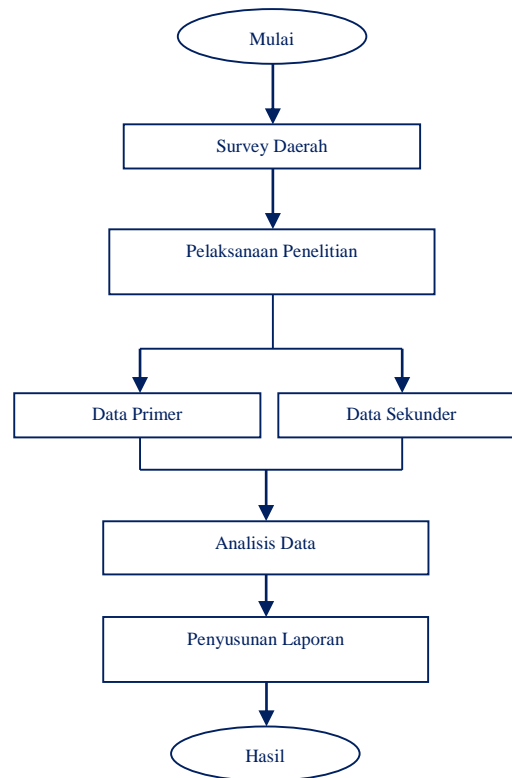 Mulai
Survey Daerah
Pelaksanaan Penelitian
Data Primer
Data Sekunder
Analisis Data
Penyusunan Laporan
Hasil